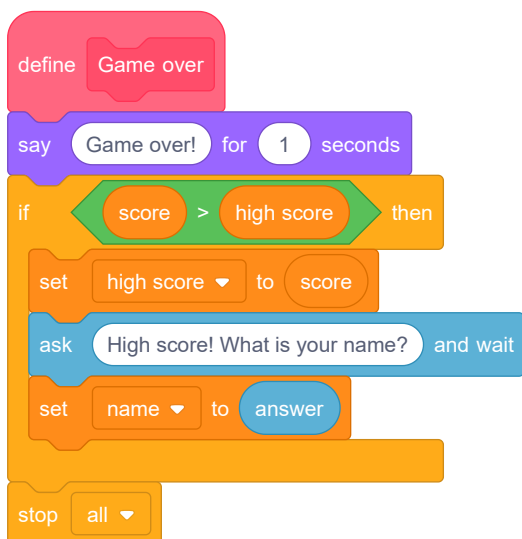 define Game over
say Game over! for 1 seconds
if score > high score then
set high score to score
ask High score! What is your name? and wait
set name to answer
stop all